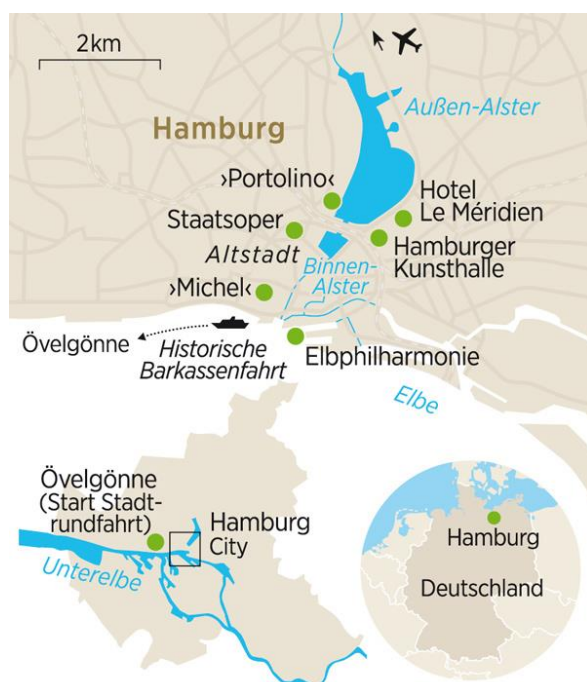 2km
Außen-Alster
Hamburg
›Portolino‹
Hotel
Le Méridien
Staatsoper
Altstadt
Hamburger
Kunsthalle
Binnen-
Alster
›Michel‹
Övelgönne
Historische
Barkassenfahrt
Elbphilharmonie
Elbe
Övelgönne
(Start Stadt-
rundfahrt)
Hamburg
City
Unterelbe
Hamburg
Deutschland